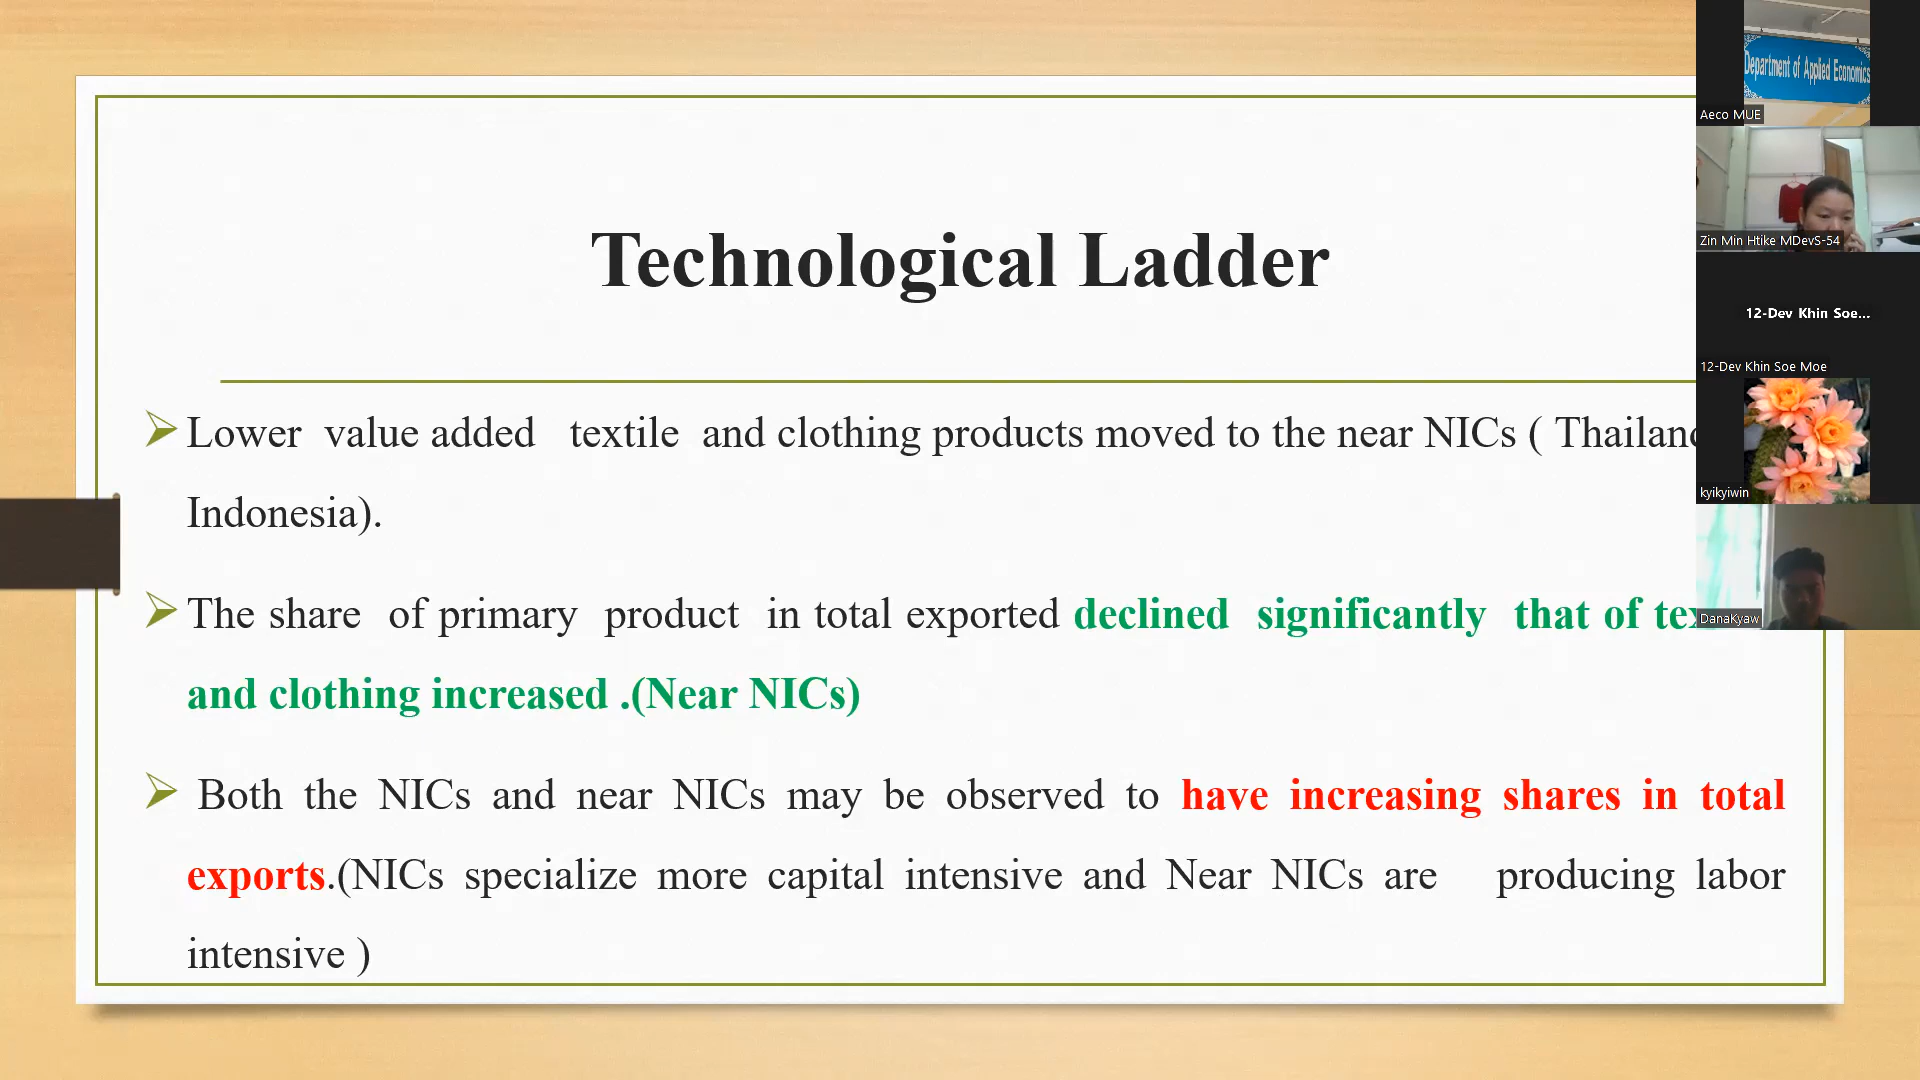 Technological Ladder
Lower value added textile and clothing products moved to the near NICs ( 
Indonesia).
The share of primary product in total exported declined significantly that of
and clothing increased .(Near NICs)
Both the NICs and near NICs may be observed to have increasing shares in total
exports.(NICs specialize more capital intensive and Near NICs are producing labor
intensive )
Department of Applied Economics
Aeco MUE
Zin Min Htike MDevS-54
12-Dev Khin Soe...
12-Dev Khin Soe Moe
kyikyiwin
DanaKyaw